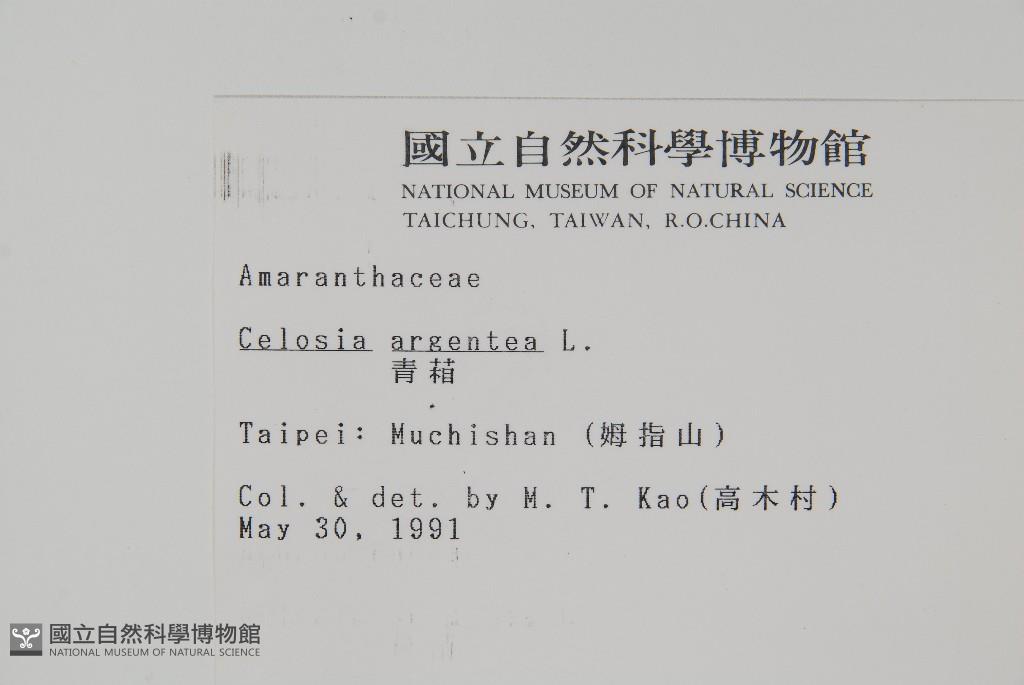 國立自然科學博物館
NATIONAL MUSEUM OF NATURAL SCIENCE
TAICHUNG, TAIWAN, R.O.CHINA
Amaranthaceae
Celosia argentea L.
青葙
Taipei: Muchishan (姆指山)
Col. & det. by M. T. Kao(高木村)
May 30, 1991
國立自然科學博物館
NATIONAL MUSEUM OF NATURAL SCIENCE